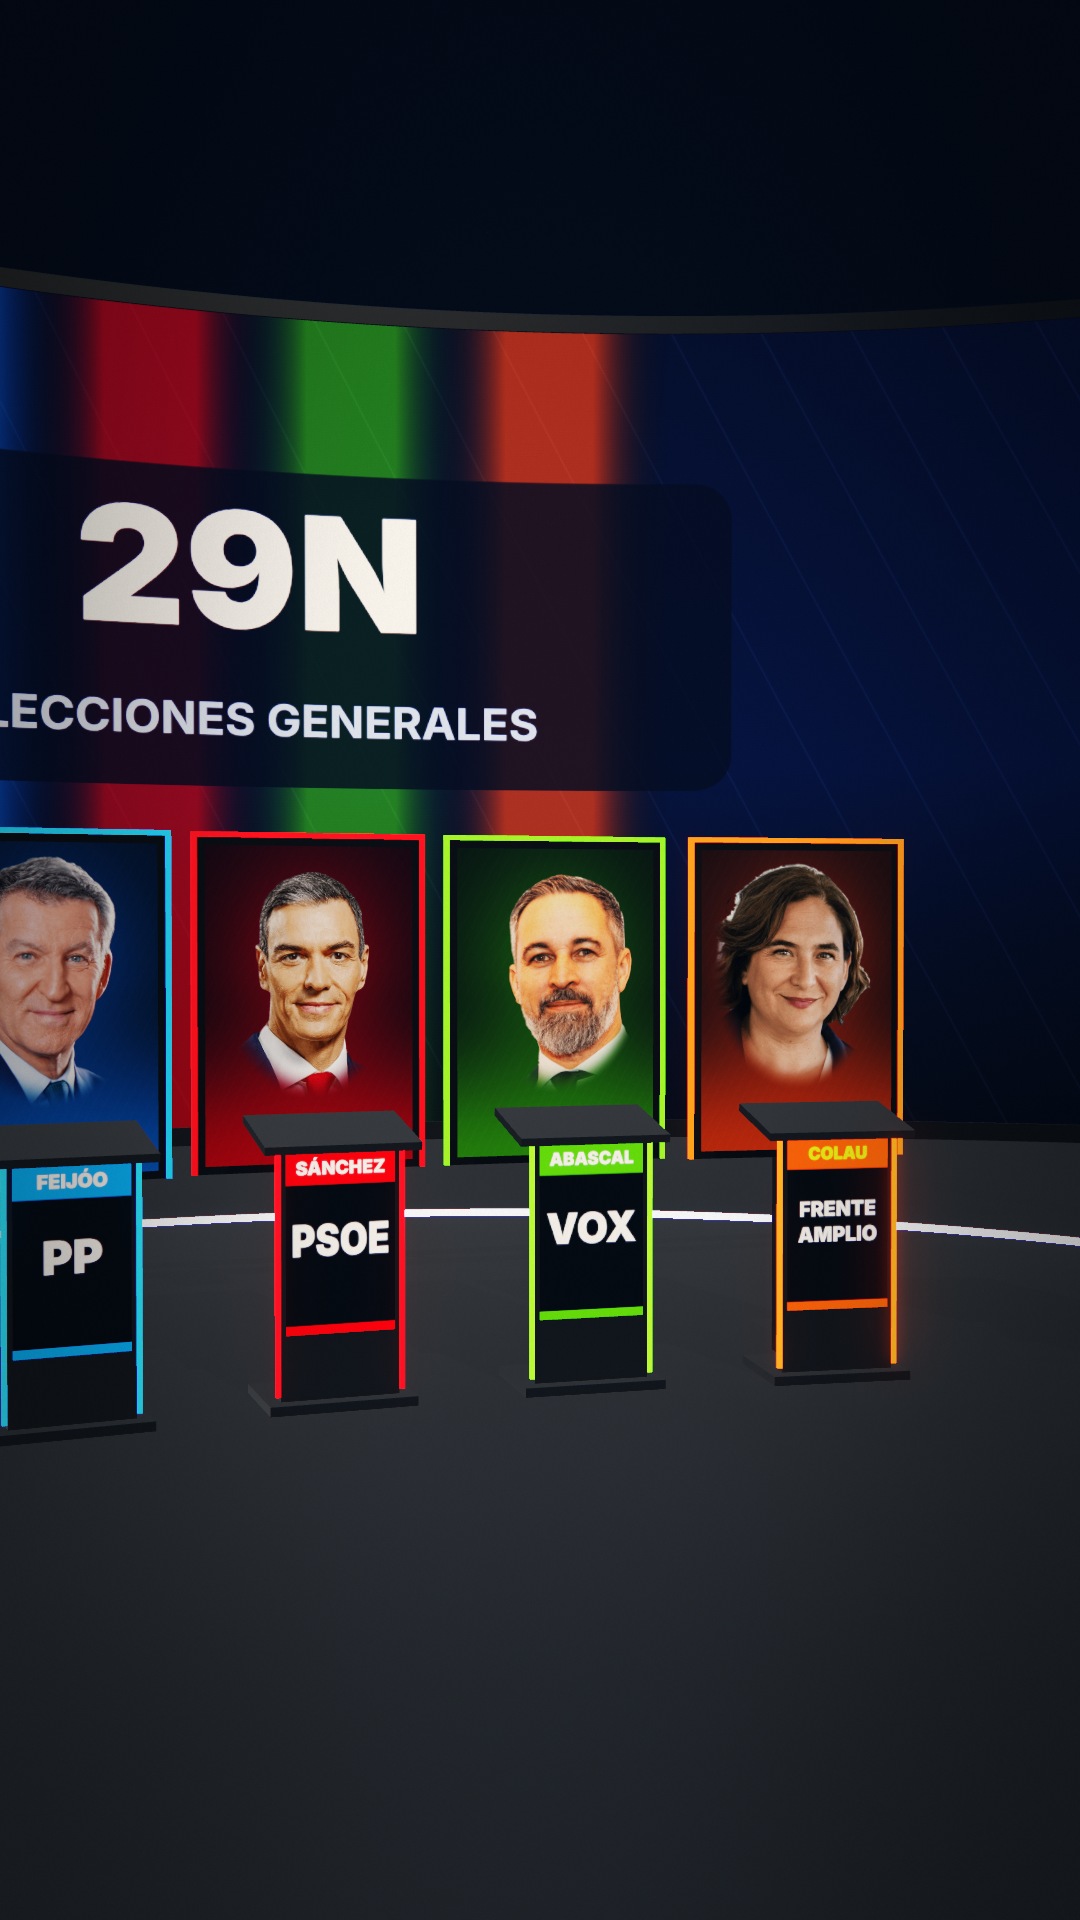 29N
LECCIONES GENERALES
FEIJÓO
PP
SÁNCHEZ
PSOE
ABASCAL
VOX
COLAU
FRENTE
AMPLIO